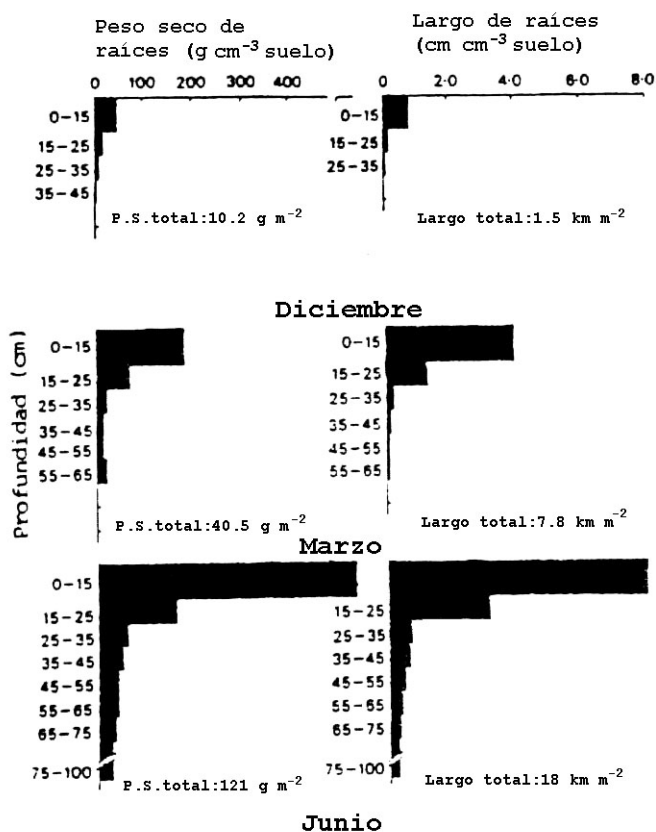 Peso seco de
raíces (g cm⁻³ suelo)
0 100 200 300 400
Largo de raíces
(cm cm⁻³ suelo)
0 2·0 4·0 6·0 8·0
Profundidad (cm)
0–15
15–25
25–35
35–45
P.S.total:10.2 g m⁻²
0–15
15–25
25–35
Largo total:1.5 km m⁻²
Diciembre
0–15
15–25
25–35
35–45
45–55
55–65
P.S.total:40.5 g m⁻²
0–15
15–25
25–35
35–45
45–55
55–65
Largo total:7.8 km m⁻²
Marzo
0–15
15–25
25–35
35–45
45–55
55–65
65–75
75–100
P.S.total:121 g m⁻²
0–15
15–25
25–35
35–45
45–55
55–65
65–75
75–100
Largo total:18 km m⁻²
Junio